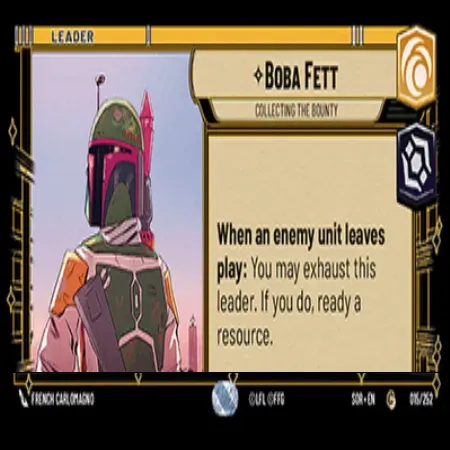 LEADER
BOBA FETT
COLLECTING THE BOUNTY
When an enemy unit leaves
play: You may exhaust this
leader. If you do, ready a
resource.
FRENCH CARLOMAGNO
©LFL ©FFG
SOR • EN
015/252